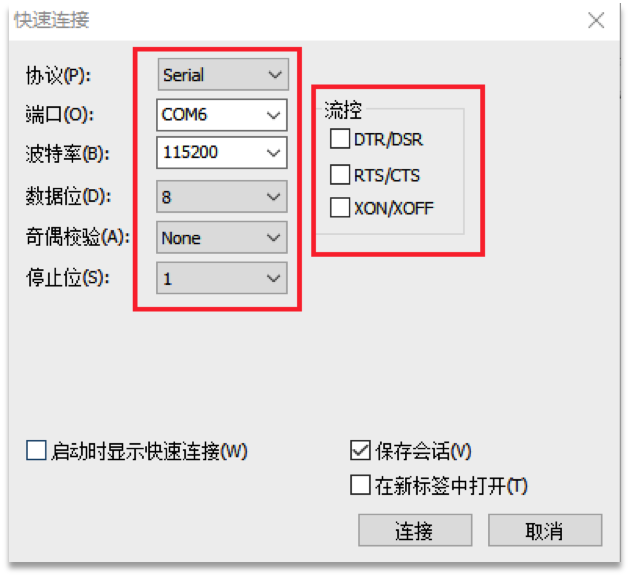 快速连接
协议(P): Serial
端口(O): COM6
波特率(B): 115200
数据位(D): 8
奇偶校验(A): None
停止位(S): 1
流控
DTR/DSR
RTS/CTS
XON/XOFF
启动时显示快速连接(W)
保存会话(V)
在新标签中打开(T)
连接
取消